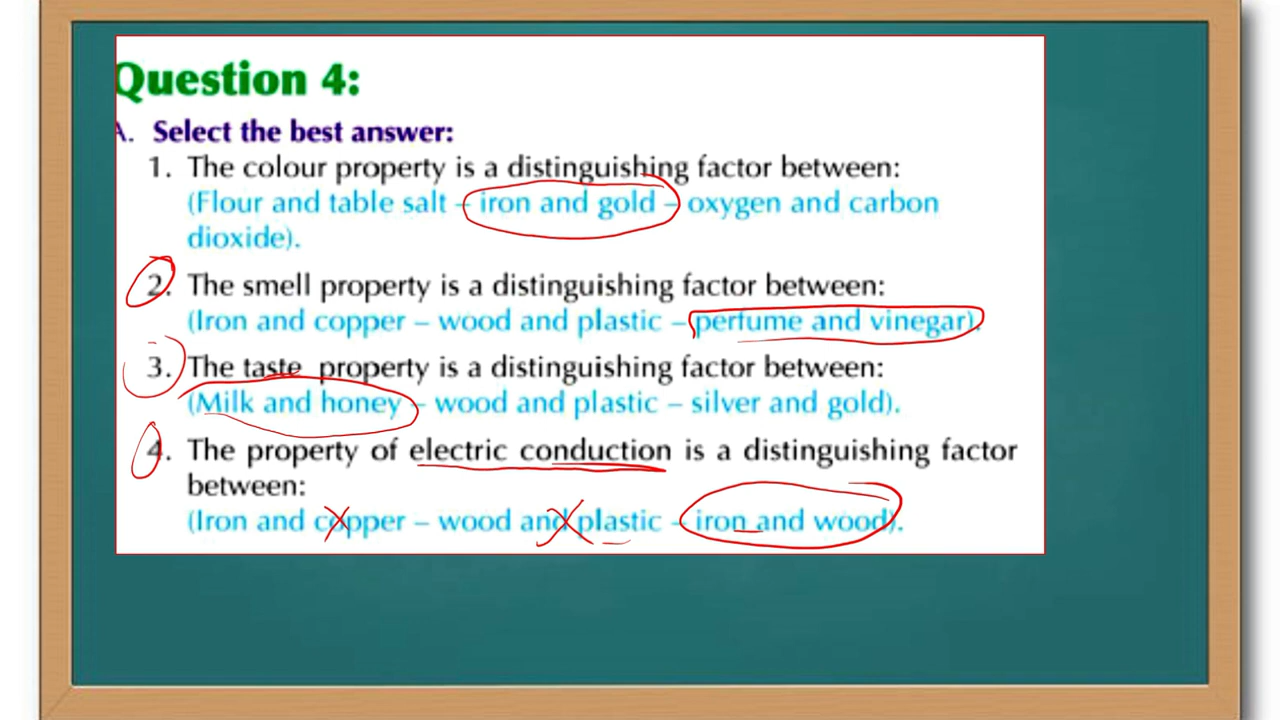 Question 4:
A. Select the best answer:
1. The colour property is a distinguishing factor between:
(Flour and table salt – iron and gold – oxygen and carbon
dioxide).
2. The smell property is a distinguishing factor between:
(Iron and copper – wood and plastic – perfume and vinegar).
3. The taste property is a distinguishing factor between:
(Milk and honey – wood and plastic – silver and gold).
4. The property of electric conduction is a distinguishing factor
between:
(Iron and copper – wood and plastic – iron and wood).